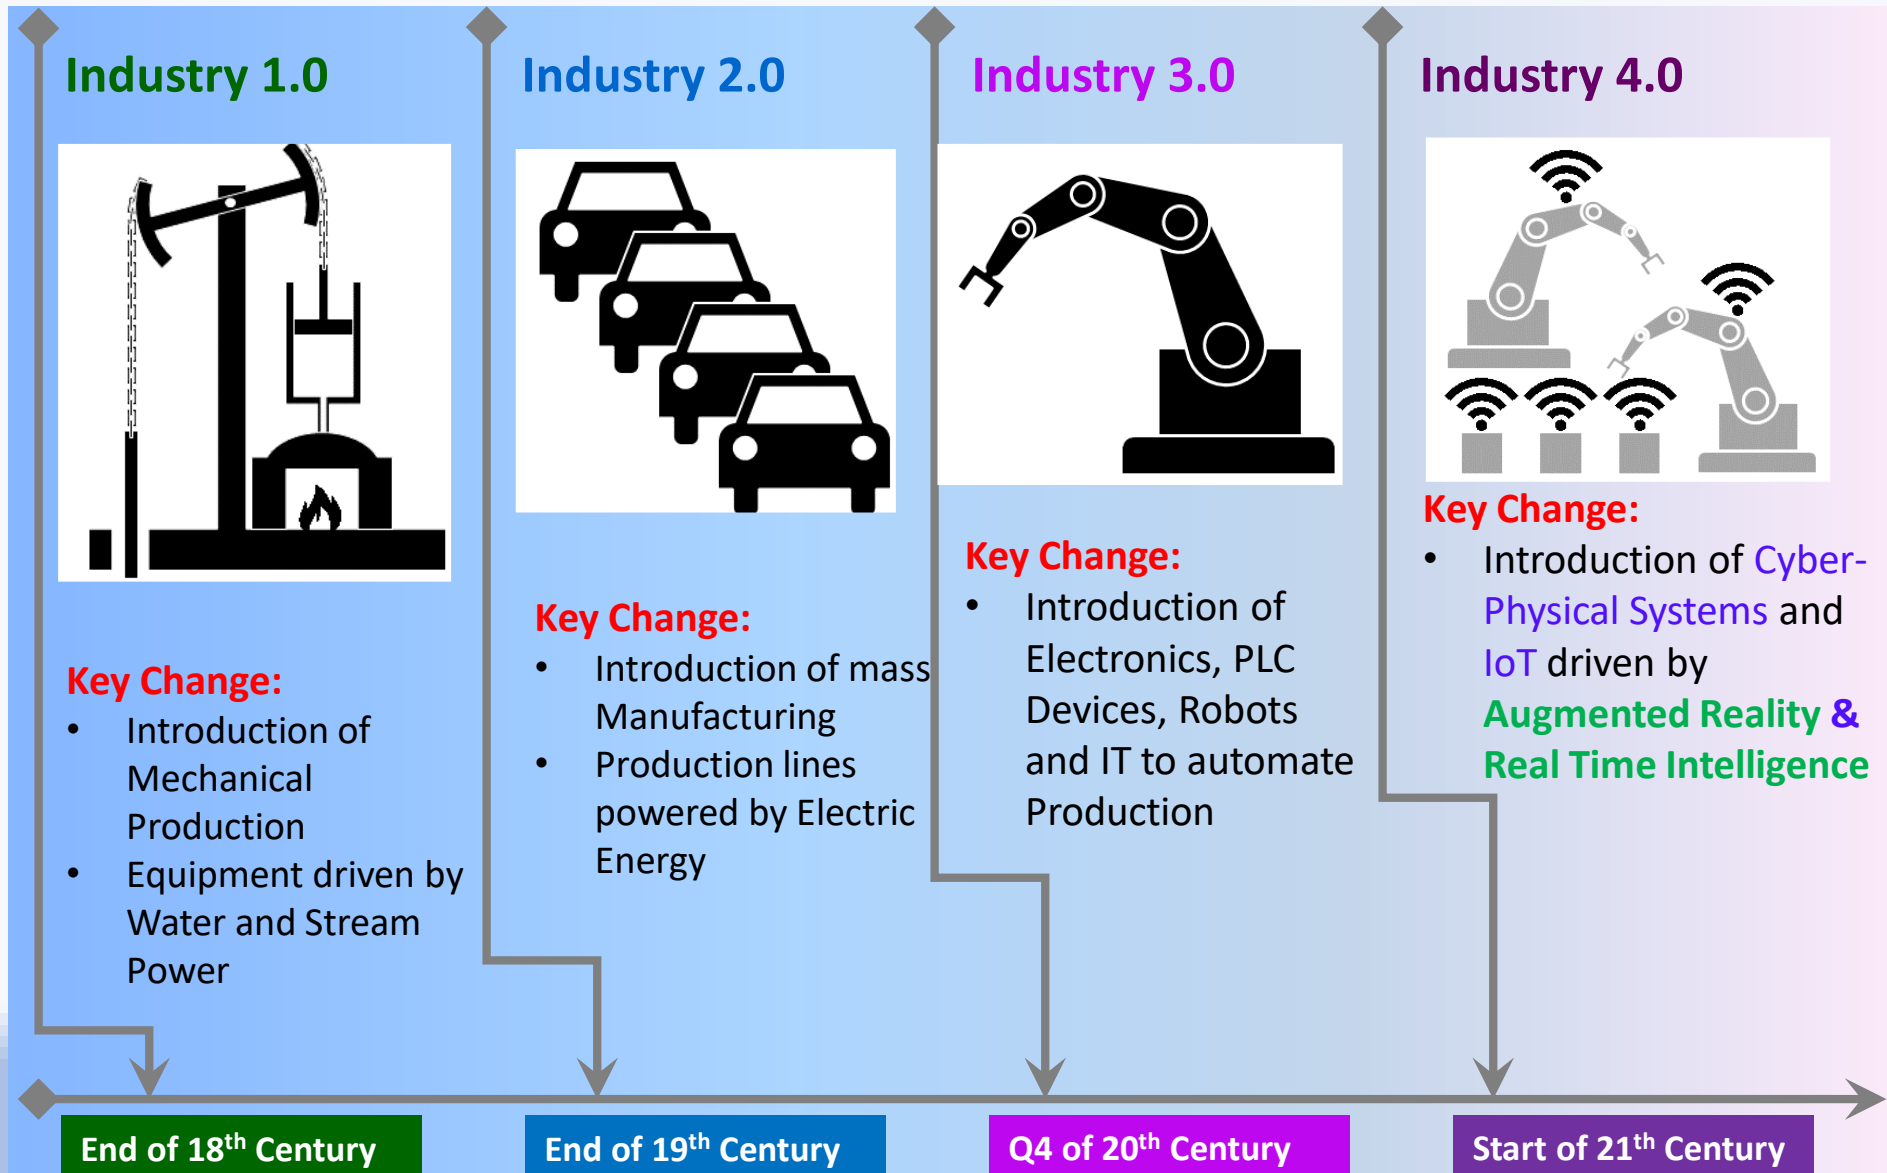 Industry 1.0
Key Change:
• Introduction of
Mechanical
Production
• Equipment driven by
Water and Stream
Power
End of 18th Century
Industry 2.0
Key Change:
• Introduction of mass
Manufacturing
• Production lines
powered by Electric
Energy
End of 19th Century
Industry 3.0
Key Change:
• Introduction of
Electronics, PLC
Devices, Robots
and IT to automate
Production
Q4 of 20th Century
Industry 4.0
Key Change:
• Introduction of Cyber-
Physical Systems and
IoT driven by
Augmented Reality &
Real Time Intelligence
Start of 21th Century